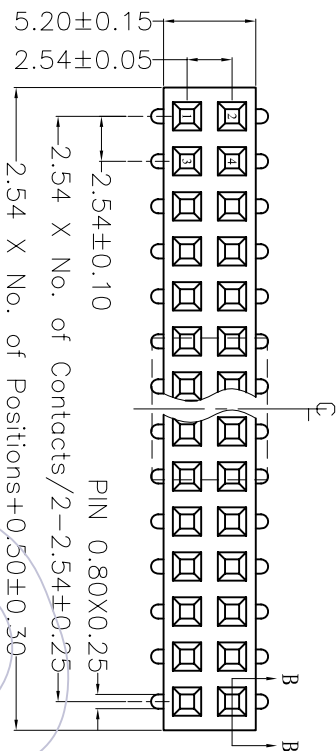 5.20±0.15
2.54±0.05
1
2
3
4
2.54±0.10
2.54 X No. of Contacts/2-2.54±0.25
2.54 X No. of Positions+0.50±0.30
PIN 0.80X0.25
B
B